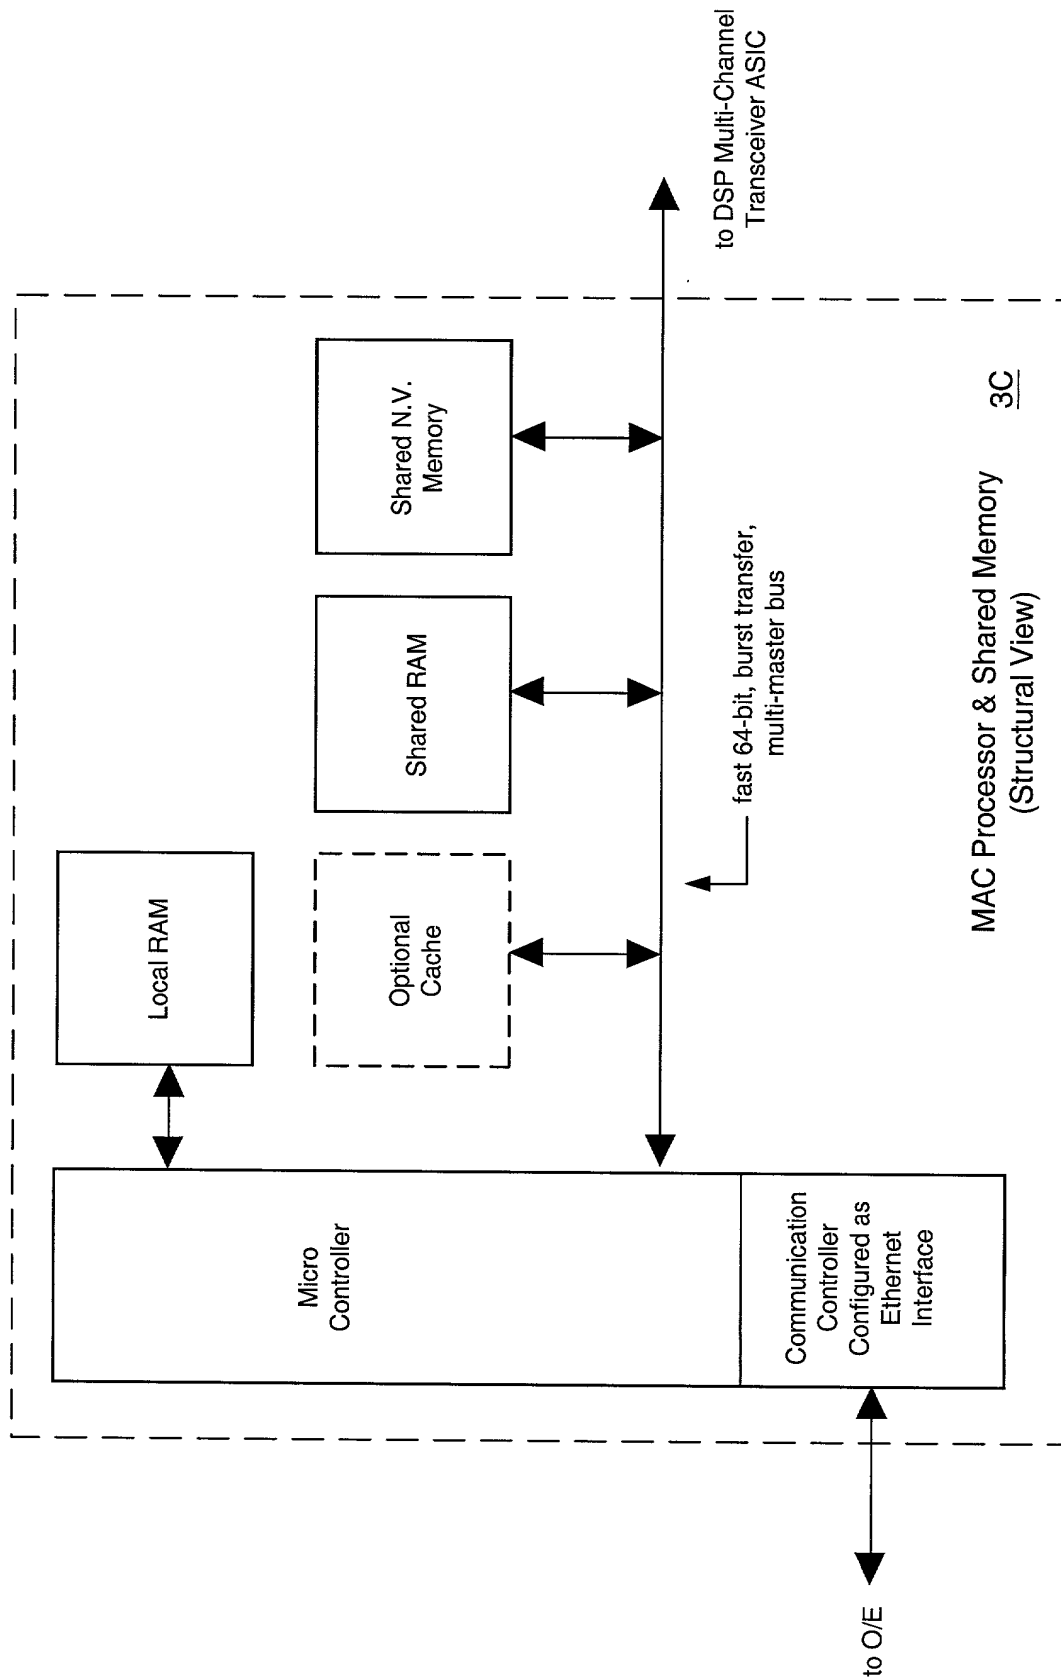 Micro
Controller
Local RAM
Optional
Cache
Shared RAM
Shared N.V.
Memory
Communication
Controller
Configured as
Ethernet
Interface
to O/E
fast 64-bit, burst transfer,
multi-master bus
to DSP Multi-Channel
Transceiver ASIC
MAC Processor & Shared Memory
(Structural View)
3C